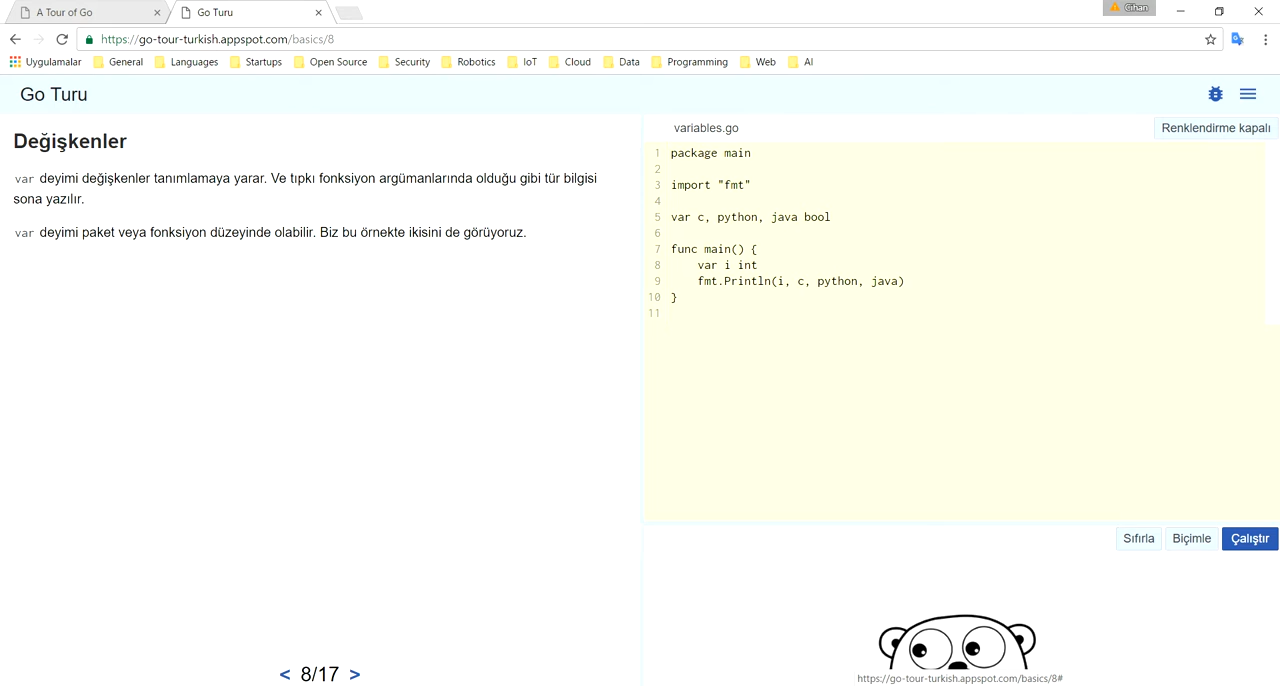 A Tour of Go
Go Turu
Cihan
https://go-tour-turkish.appspot.com/basics/8
Uygulamalar
General
Languages
Startups
Open Source
Security
Robotics
IoT
Cloud
Data
Programming
Web
AI
Go Turu
Değişkenler
var deyimi değişkenler tanımlamaya yarar. Ve tıpkı fonksiyon argümanlarında olduğu gibi tür bilgisi
sona yazılır.
var deyimi paket veya fonksiyon düzeyinde olabilir. Biz bu örnekte ikisini de görüyoruz.
< 8/17 >
variables.go
Renklendirme kapalı
1 package main
2
3 import "fmt"
4
5 var c, python, java bool
6
7 func main() {
8     var i int
9     fmt.Println(i, c, python, java)
10 }
11
Sıfırla
Biçimle
Çalıştır
https://go-tour-turkish.appspot.com/basics/8#